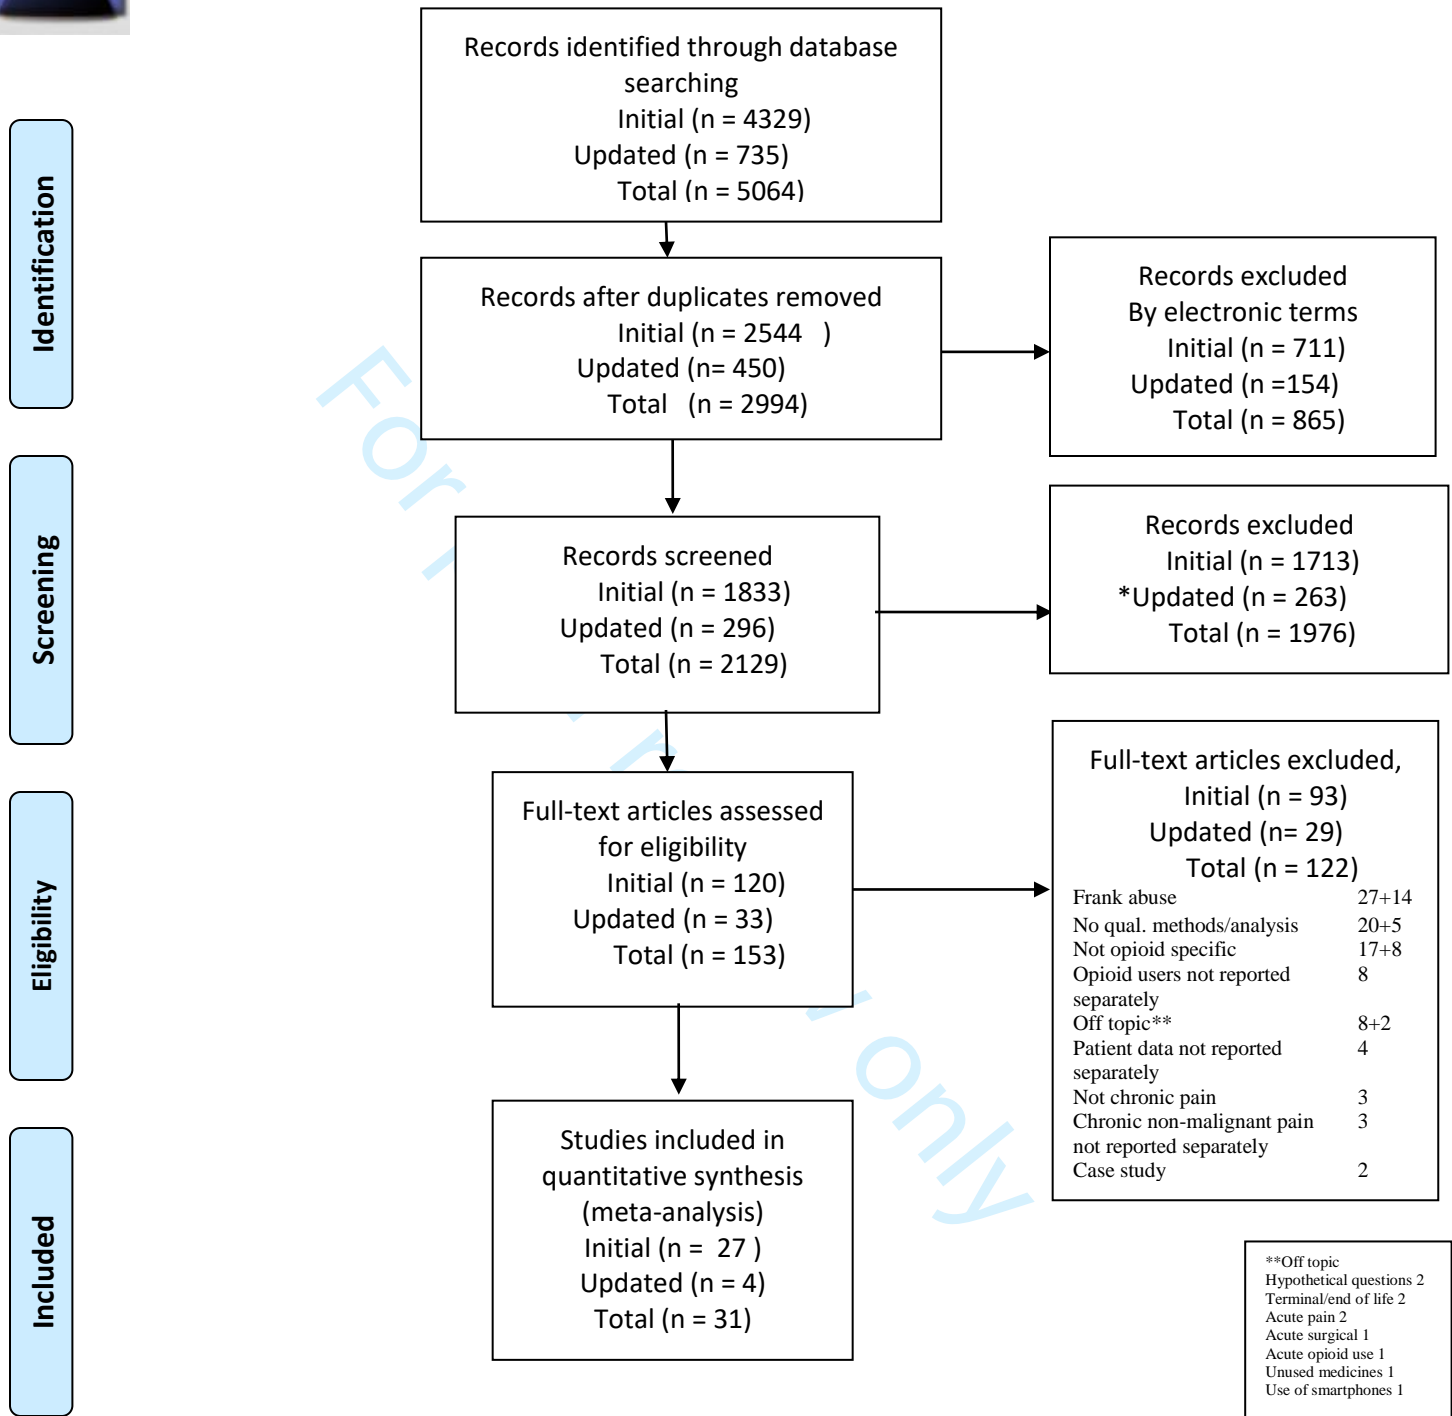 Records identified through database
searching
Initial (n = 4329)
Updated (n = 735)
Total (n = 5064)
Identification
Records after duplicates removed
Initial (n = 2544 )
Updated (n= 450)
Total (n = 2994)
Records excluded
By electronic terms
Initial (n = 711)
Updated (n =154)
Total (n = 865)
Screening
Records screened
Initial (n = 1833)
Updated (n = 296)
Total (n = 2129)
Records excluded
Initial (n = 1713)
*Updated (n = 263)
Total (n = 1976)
Eligibility
Full-text articles assessed
for eligibility
Initial (n = 120)
Updated (n = 33)
Total (n = 153)
Full-text articles excluded,
Initial (n = 93)
Updated (n= 29)
Total (n = 122)
Frank abuse 27+14
No qual. methods/analysis 20+5
Not opioid specific 17+8
Opioid users not reported 8
separately
Off topic** 8+2
Patient data not reported 4
separately
Not chronic pain 3
Chronic non-malignant pain 3
not reported separately
Case study 2
Included
Studies included in
quantitative synthesis
(meta-analysis)
Initial (n = 27 )
Updated (n = 4)
Total (n = 31)
**Off topic
Hypothetical questions 2
Terminal/end of life 2
Acute pain 2
Acute surgical 1
Acute opioid use 1
Unused medicines 1
Use of smartphones 1
For
only